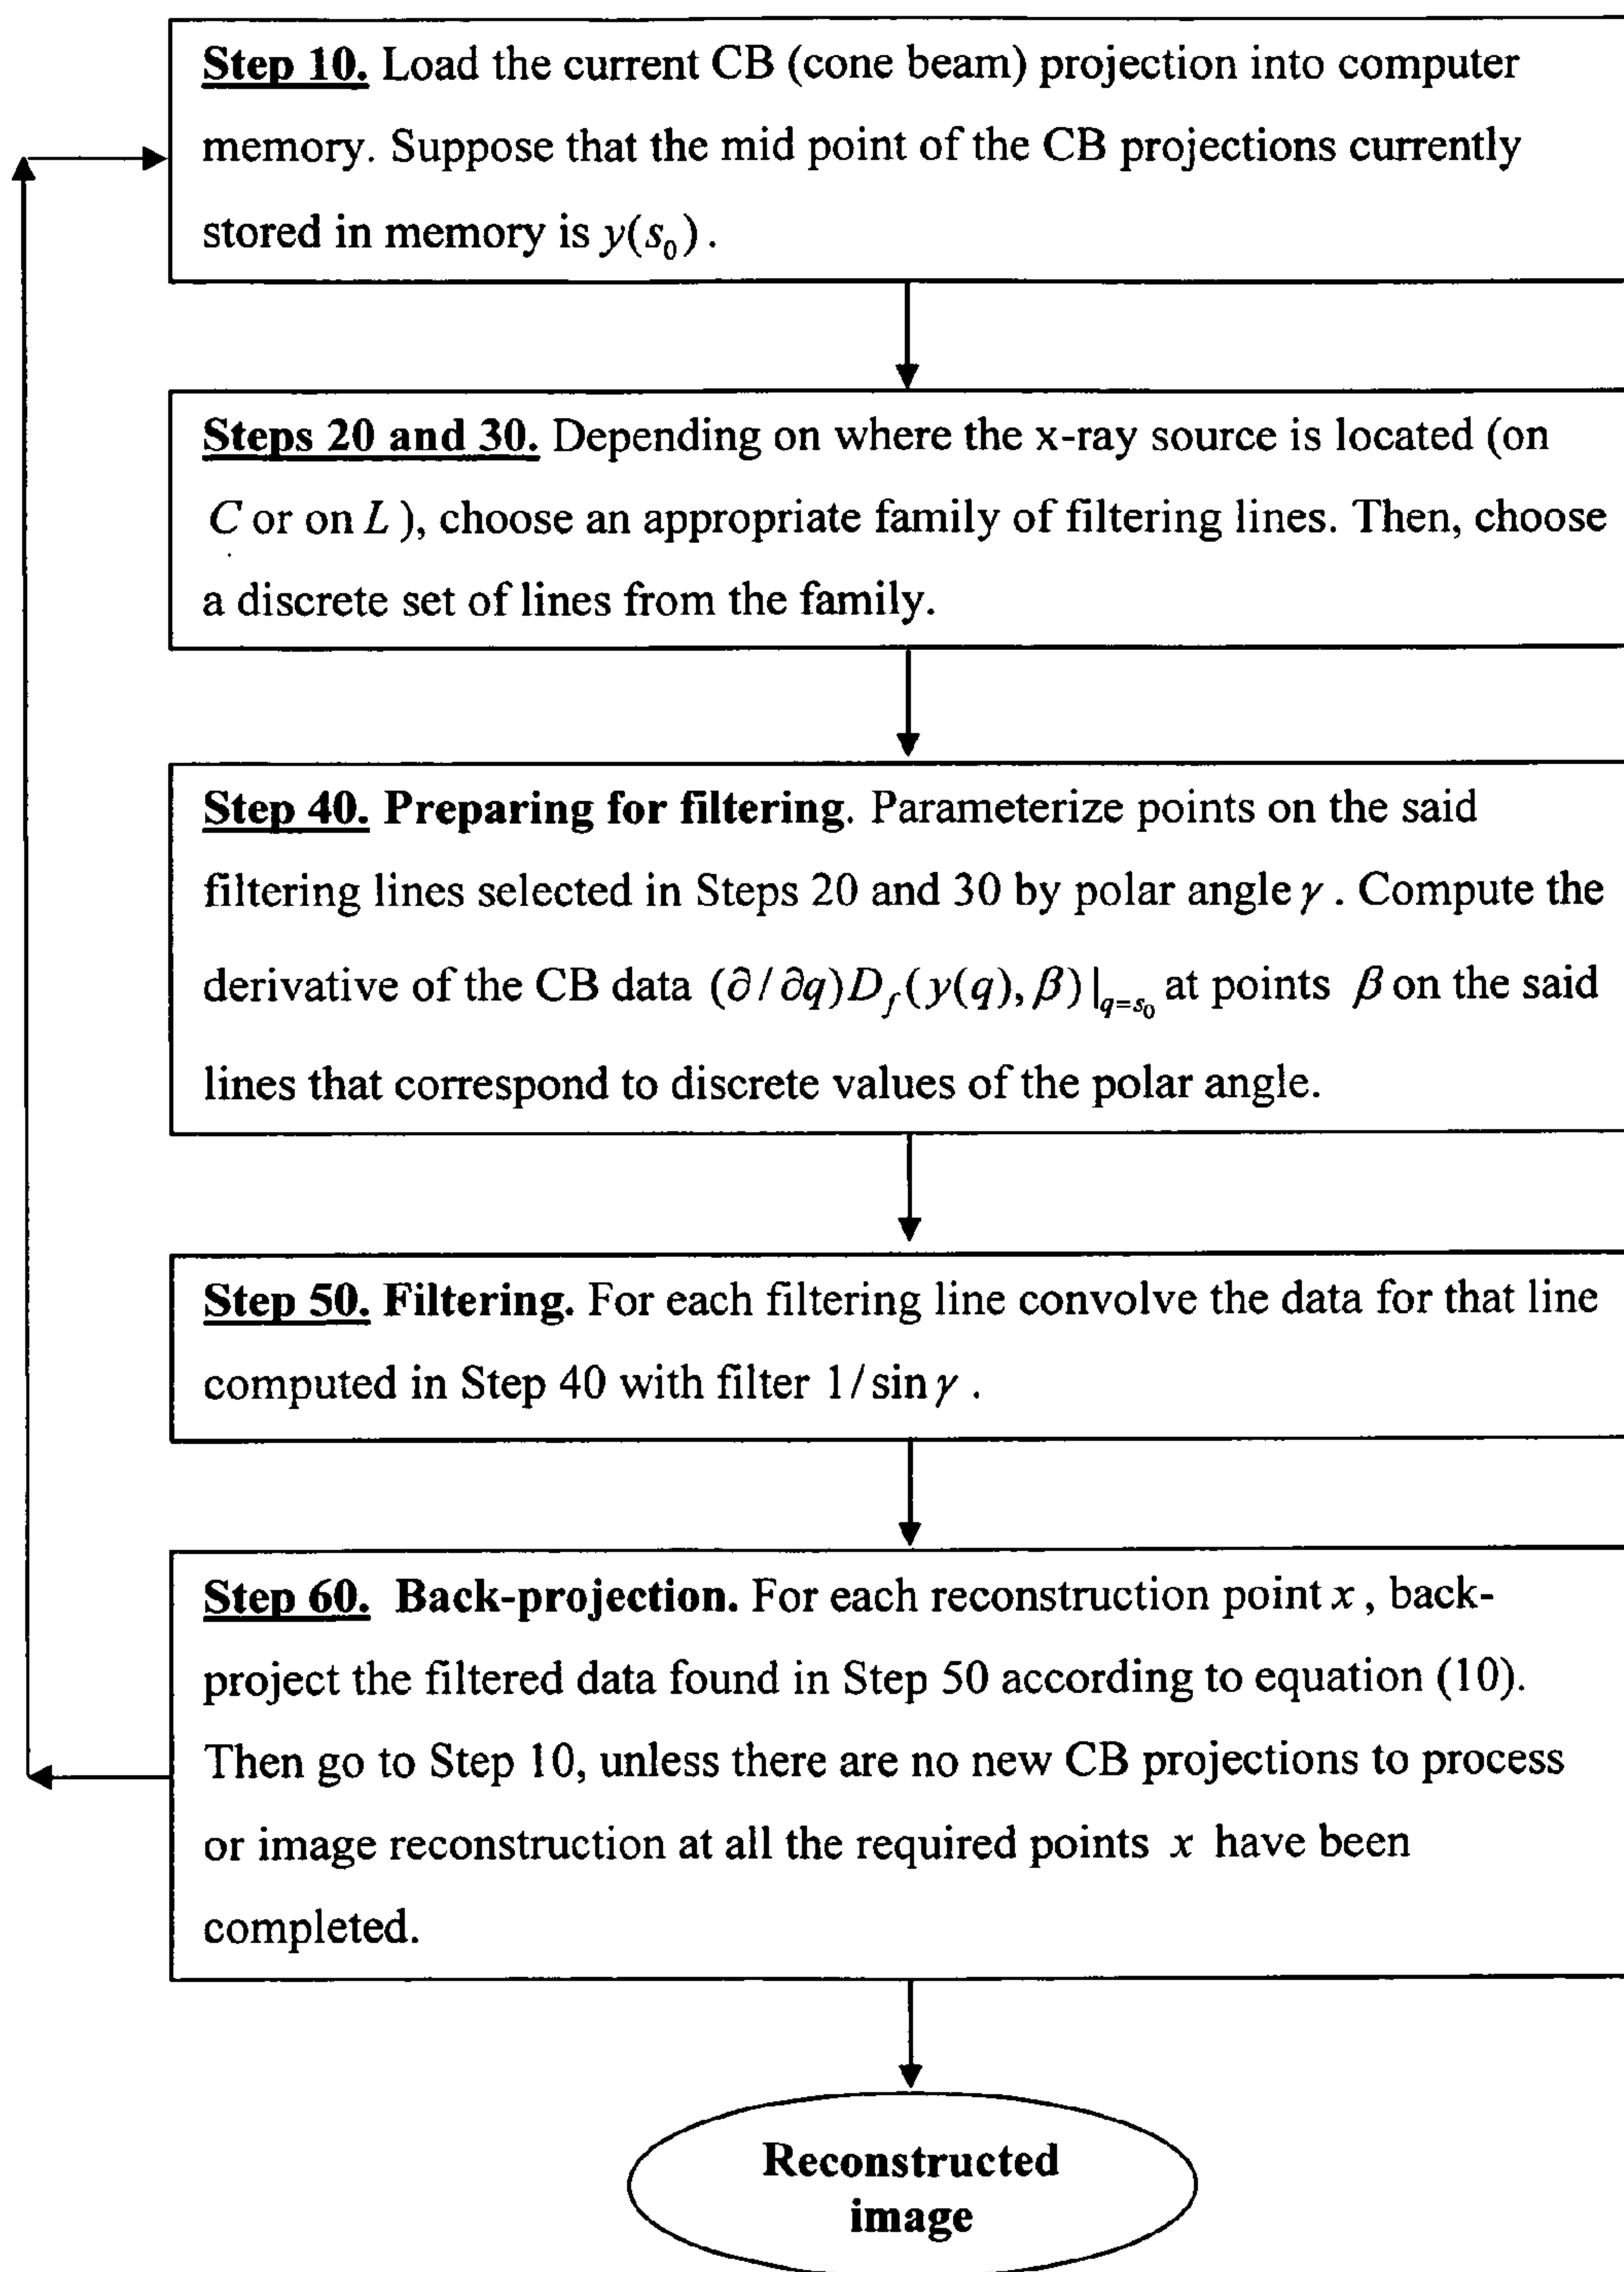 Step 10. Load the current CB (cone beam) projection into computer
memory. Suppose that the mid point of the CB projections currently
stored in memory is y(s₀).
Steps 20 and 30. Depending on where the x-ray source is located (on
C or on L), choose an appropriate family of filtering lines. Then, choose
a discrete set of lines from the family.
Step 40. Preparing for filtering. Parameterize points on the said
filtering lines selected in Steps 20 and 30 by polar angle γ. Compute the
derivative of the CB data (∂/∂q)D_f(y(q),β)|_{q=s₀} at points β on the said
lines that correspond to discrete values of the polar angle.
Step 50. Filtering. For each filtering line convolve the data for that line
computed in Step 40 with filter 1/sin γ.
Step 60. Back-projection. For each reconstruction point x, back-
project the filtered data found in Step 50 according to equation (10).
Then go to Step 10, unless there are no new CB projections to process
or image reconstruction at all the required points x have been
completed.
Reconstructed
image